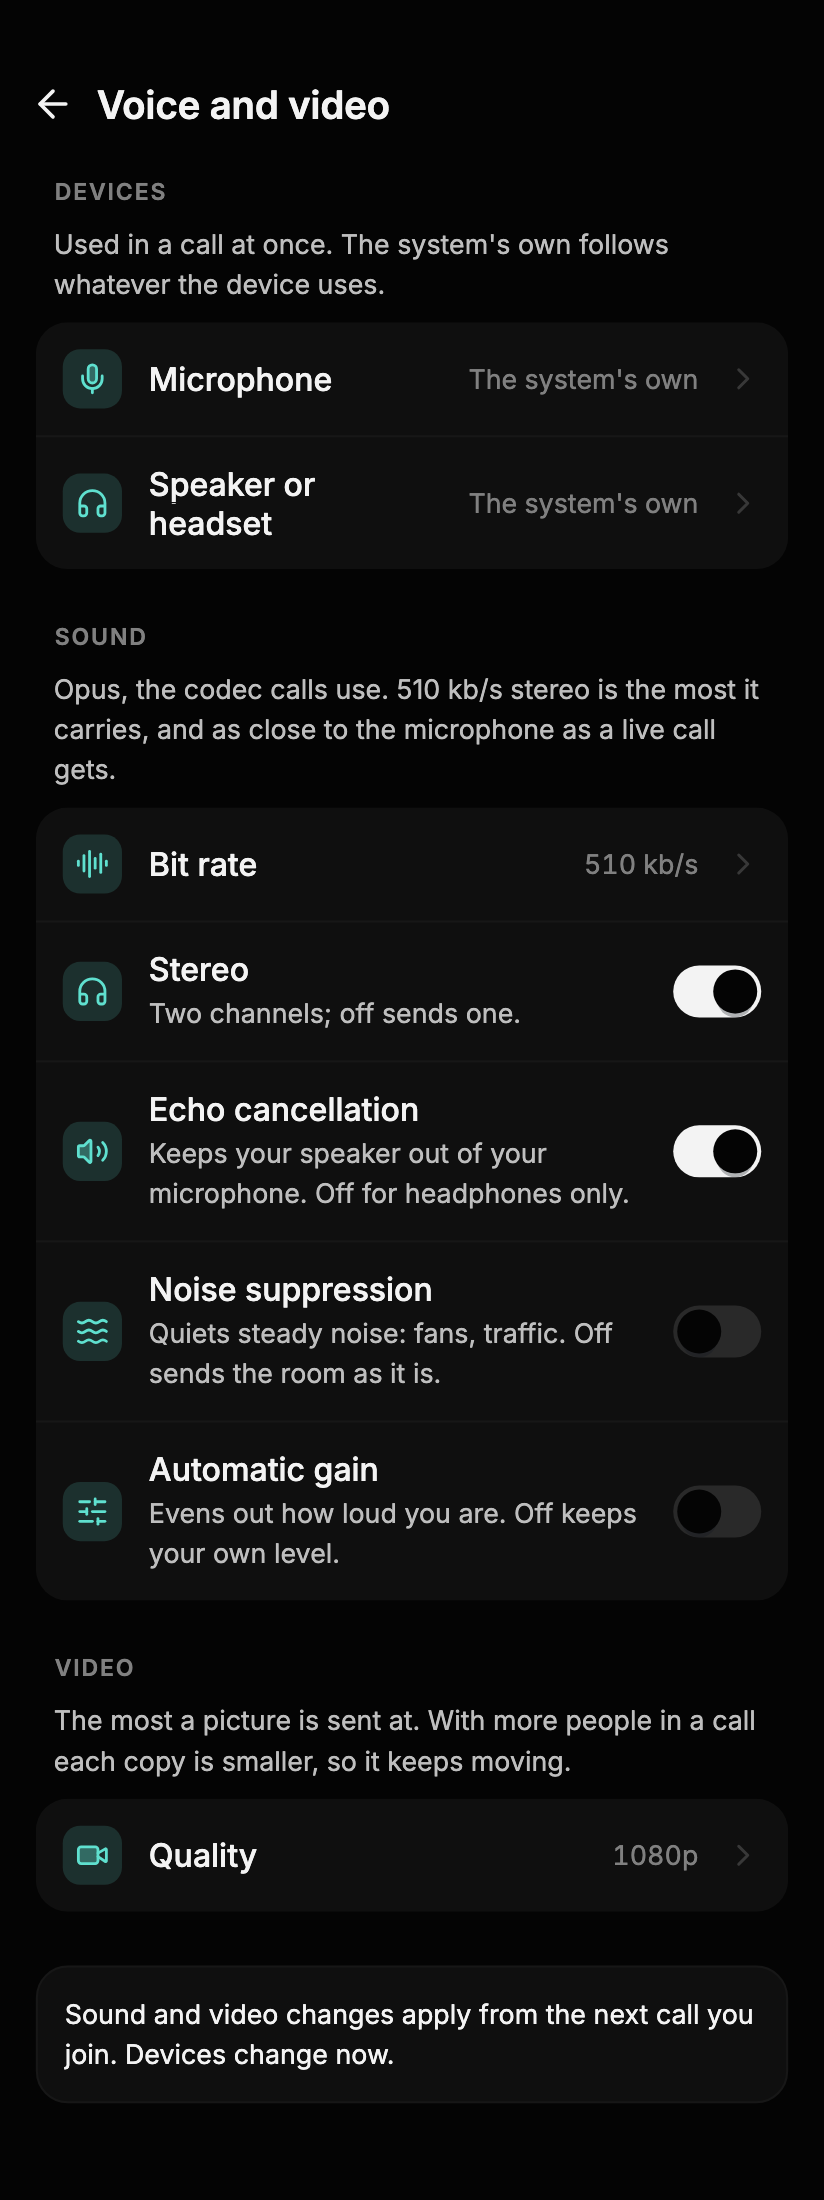 Voice and video
DEVICES
Used in a call at once. The system's own follows
whatever the device uses.
Microphone
The system's own
Speaker or
headset
The system's own
SOUND
Opus, the codec calls use. 510 kb/s stereo is the most it
carries, and as close to the microphone as a live call
gets.
Bit rate
510 kb/s
Stereo
Two channels; off sends one.
Echo cancellation
Keeps your speaker out of your
microphone. Off for headphones only.
Noise suppression
Quiets steady noise: fans, traffic. Off
sends the room as it is.
Automatic gain
Evens out how loud you are. Off keeps
your own level.
VIDEO
The most a picture is sent at. With more people in a call
each copy is smaller, so it keeps moving.
Quality
1080p
Sound and video changes apply from the next call you
join. Devices change now.